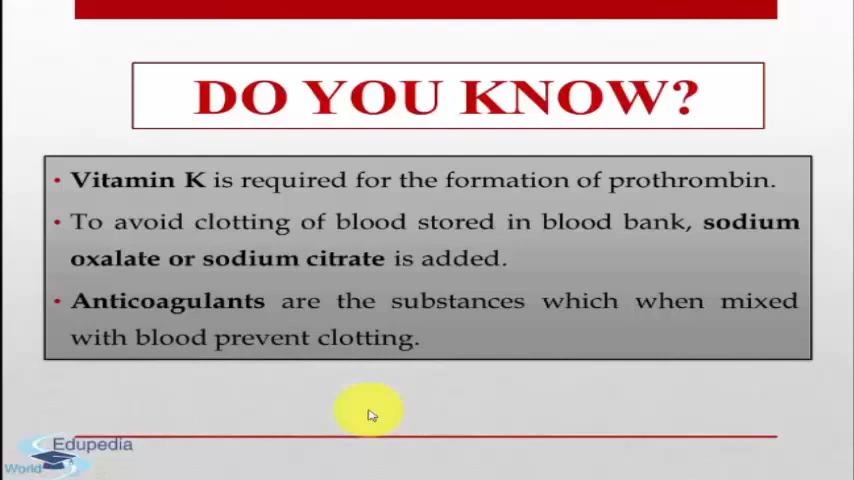 DO YOU KNOW?
• Vitamin K is required for the formation of prothrombin.
• To avoid clotting of blood stored in blood bank, sodium
oxalate or sodium citrate is added.
• Anticoagulants are the substances which when mixed
with blood prevent clotting.
Edupedia
World